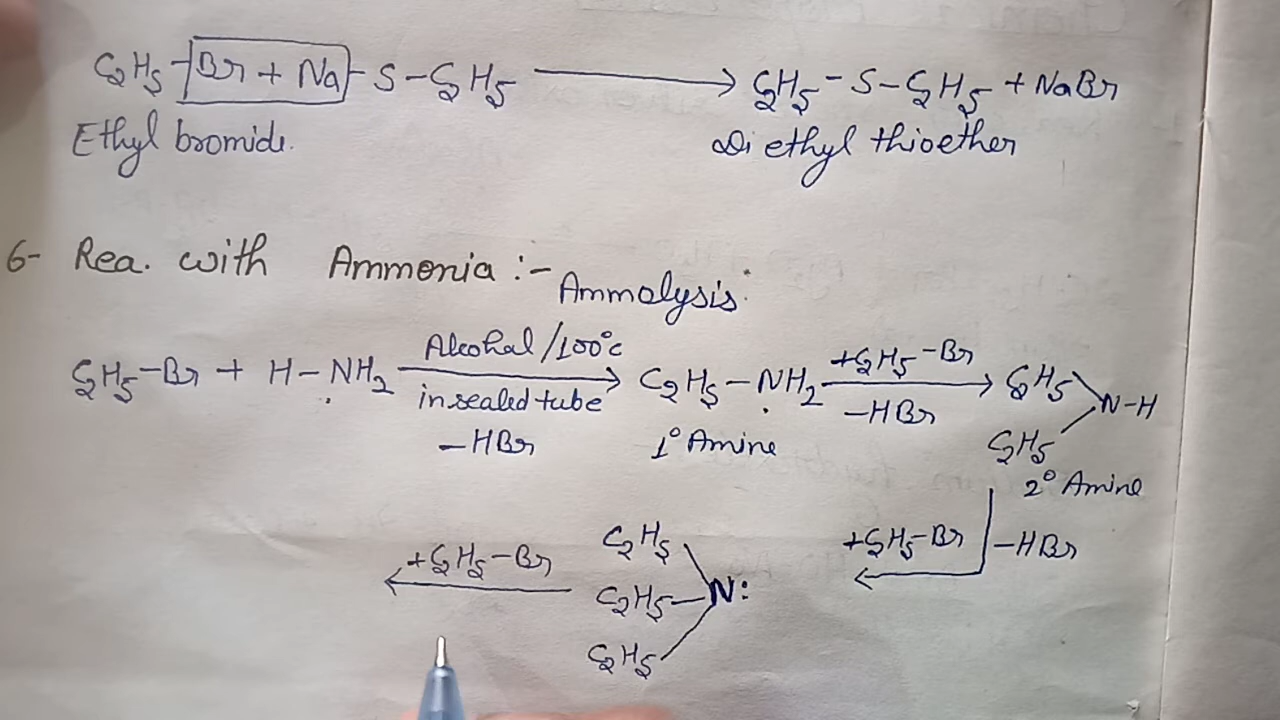 C2H5-Br + Na-S-C2H5 → C2H5-S-C2H5 + NaBr
Ethyl bromide. Di ethyl thioether
6- Rea. with Ammonia :- Ammolysis
Alcohal/100°C
C2H5-Br + H-NH2 → C2H5-NH2 +C2H5-Br → C2H5 N-H
in sealed tube -HBr
-HBr 1° Amine C2H5
2° Amine
+C2H5-Br -HBr
C2H5
+C2H5-Br ← C2H5-N:
C2H5